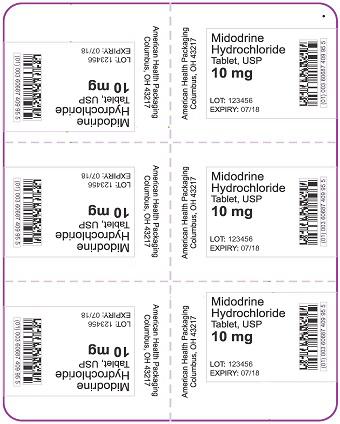 Midodrine
Hydrochloride
Tablet, USP
10 mg
LOT: 123456
EXPIRY: 07/18
American Health Packaging
Columbus, OH 43217
American Health Packaging
Columbus, OH 43217
Midodrine
Hydrochloride
Tablet, USP
10 mg
LOT: 123456
EXPIRY: 07/18
Midodrine
Hydrochloride
Tablet, USP
10 mg
LOT: 123456
EXPIRY: 07/18
American Health Packaging
Columbus, OH 43217
American Health Packaging
Columbus, OH 43217
Midodrine
Hydrochloride
Tablet, USP
10 mg
LOT: 123456
EXPIRY: 07/18
Midodrine
Hydrochloride
Tablet, USP
10 mg
LOT: 123456
EXPIRY: 07/18
American Health Packaging
Columbus, OH 43217
American Health Packaging
Columbus, OH 43217
Midodrine
Hydrochloride
Tablet, USP
10 mg
LOT: 123456
EXPIRY: 07/18